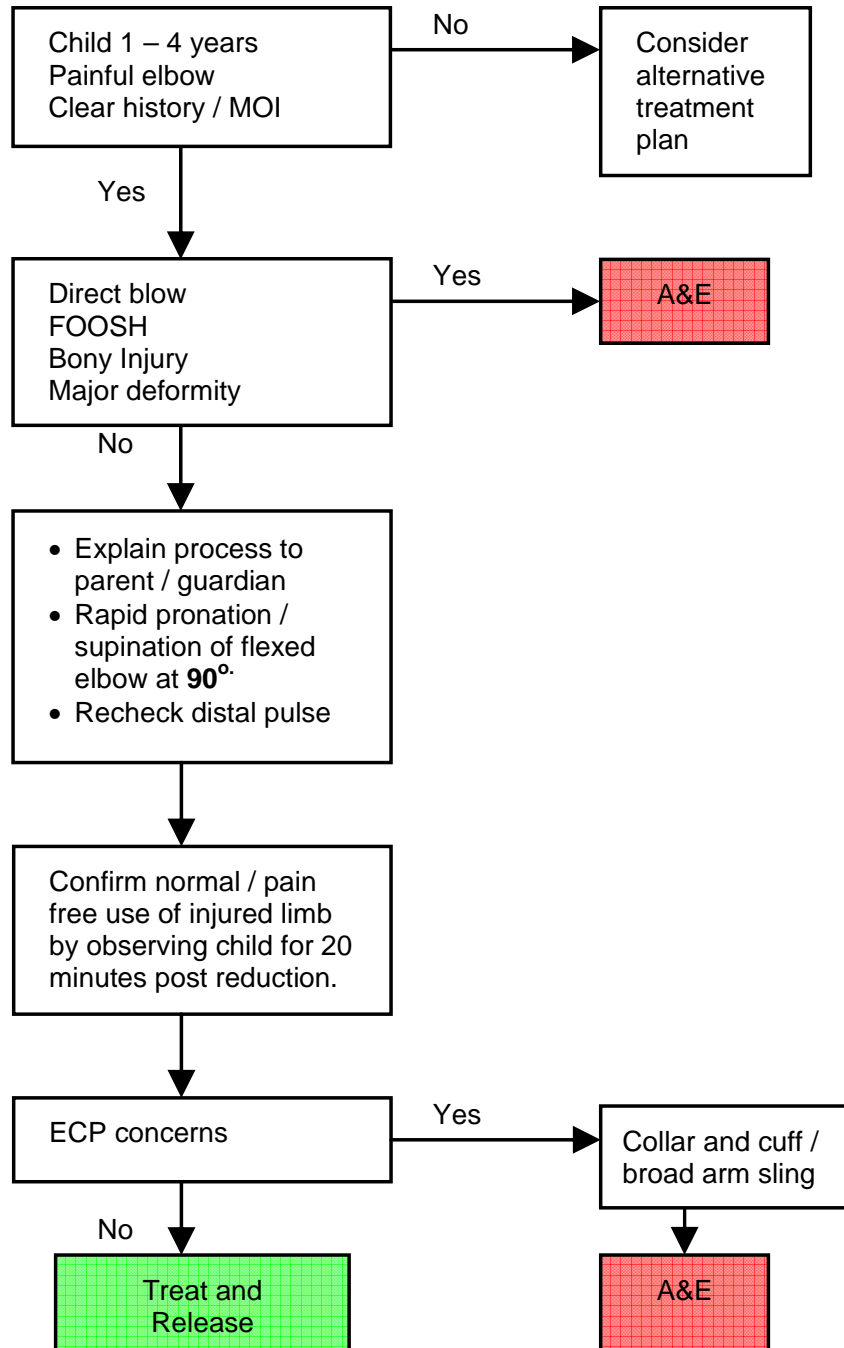 Child 1 – 4 years
Painful elbow
Clear history / MOI
No
Consider
alternative
treatment
plan
Yes
Direct blow
FOOSH
Bony Injury
Major deformity
Yes
A&E
No
• Explain process to
parent / guardian
• Rapid pronation /
supination of flexed
elbow at 90º.
• Recheck distal pulse
Confirm normal / pain
free use of injured limb
by observing child for 20
minutes post reduction.
ECP concerns
Yes
Collar and cuff /
broad arm sling
No
Treat and
Release
A&E